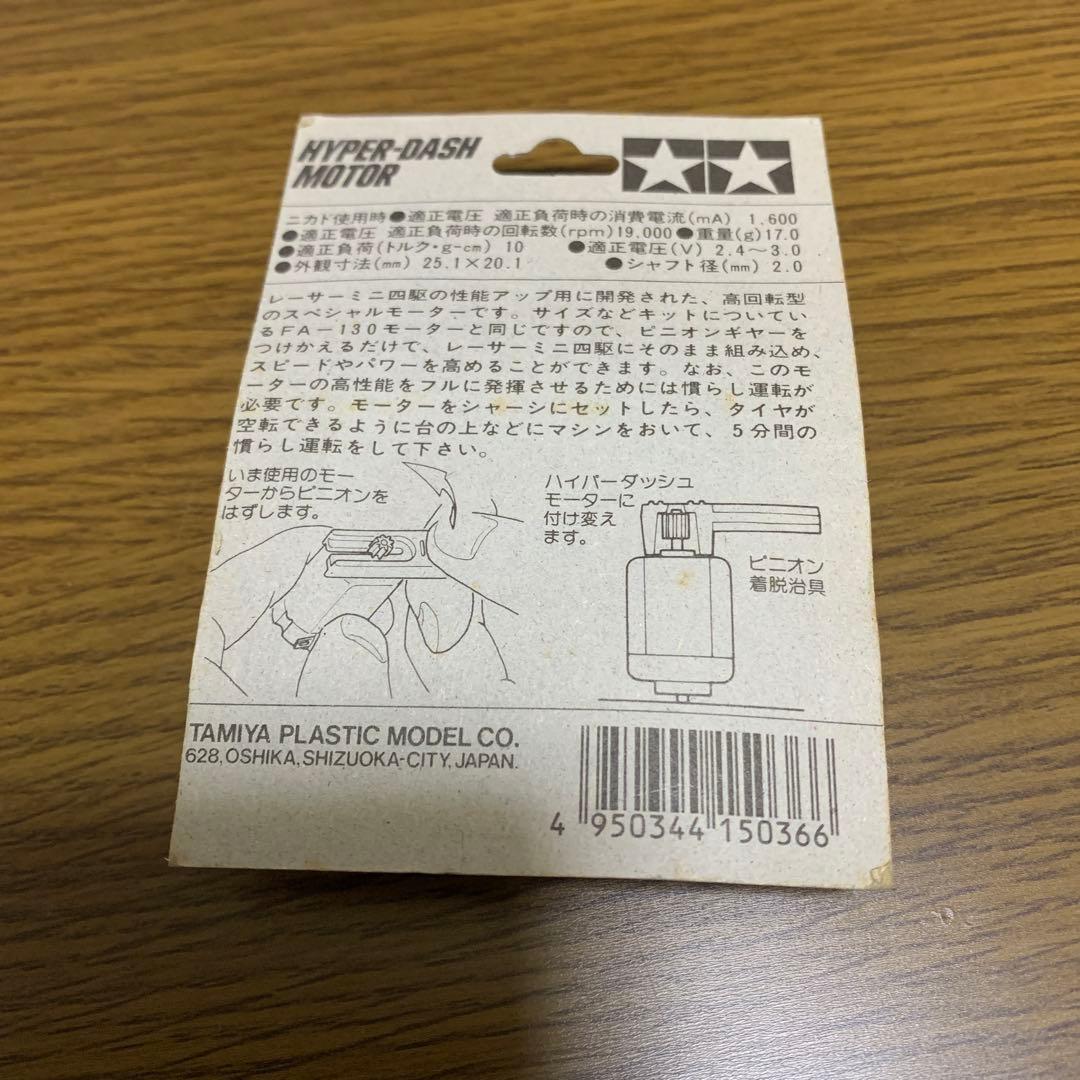 HYPER-DASH
MOTOR
ニカド使用時●適正電圧 適正負荷時の消費電流(mA) 1,600
●適正電圧 適正負荷時の回転数(rpm)19,000●重量(g)17.0
●適正負荷(トルク・g-cm) 10 ●適正電圧(V) 2.4～3.0
●外観寸法(mm) 25.1×20.1 ●シャフト径(mm) 2.0
レーサーミニ四駆の性能アップ用に開発された、高回転型
のスペシャルモーターです。サイズなどキットについてい
るFA-130モーターと同じですので、ピニオンギヤーを
つけかえるだけで、レーサーミニ四駆にそのまま組み込め、
スピードやパワーを高めることができます。なお、このモ
ーターの高性能をフルに発揮させるためには慣らし運転が
必要です。モーターをシャーシにセットしたら、タイヤが
空転できるように台の上などにマシンをおいて、5分間の
慣らし運転をして下さい。
いま使用のモー
ターからピニオンを
はずします。
ハイパーダッシュ
モーターに
付け変え
ます。
ピニオン
着脱治具
TAMIYA PLASTIC MODEL CO.
628, OSHIKA, SHIZUOKA-CITY, JAPAN.
4 950344 150366